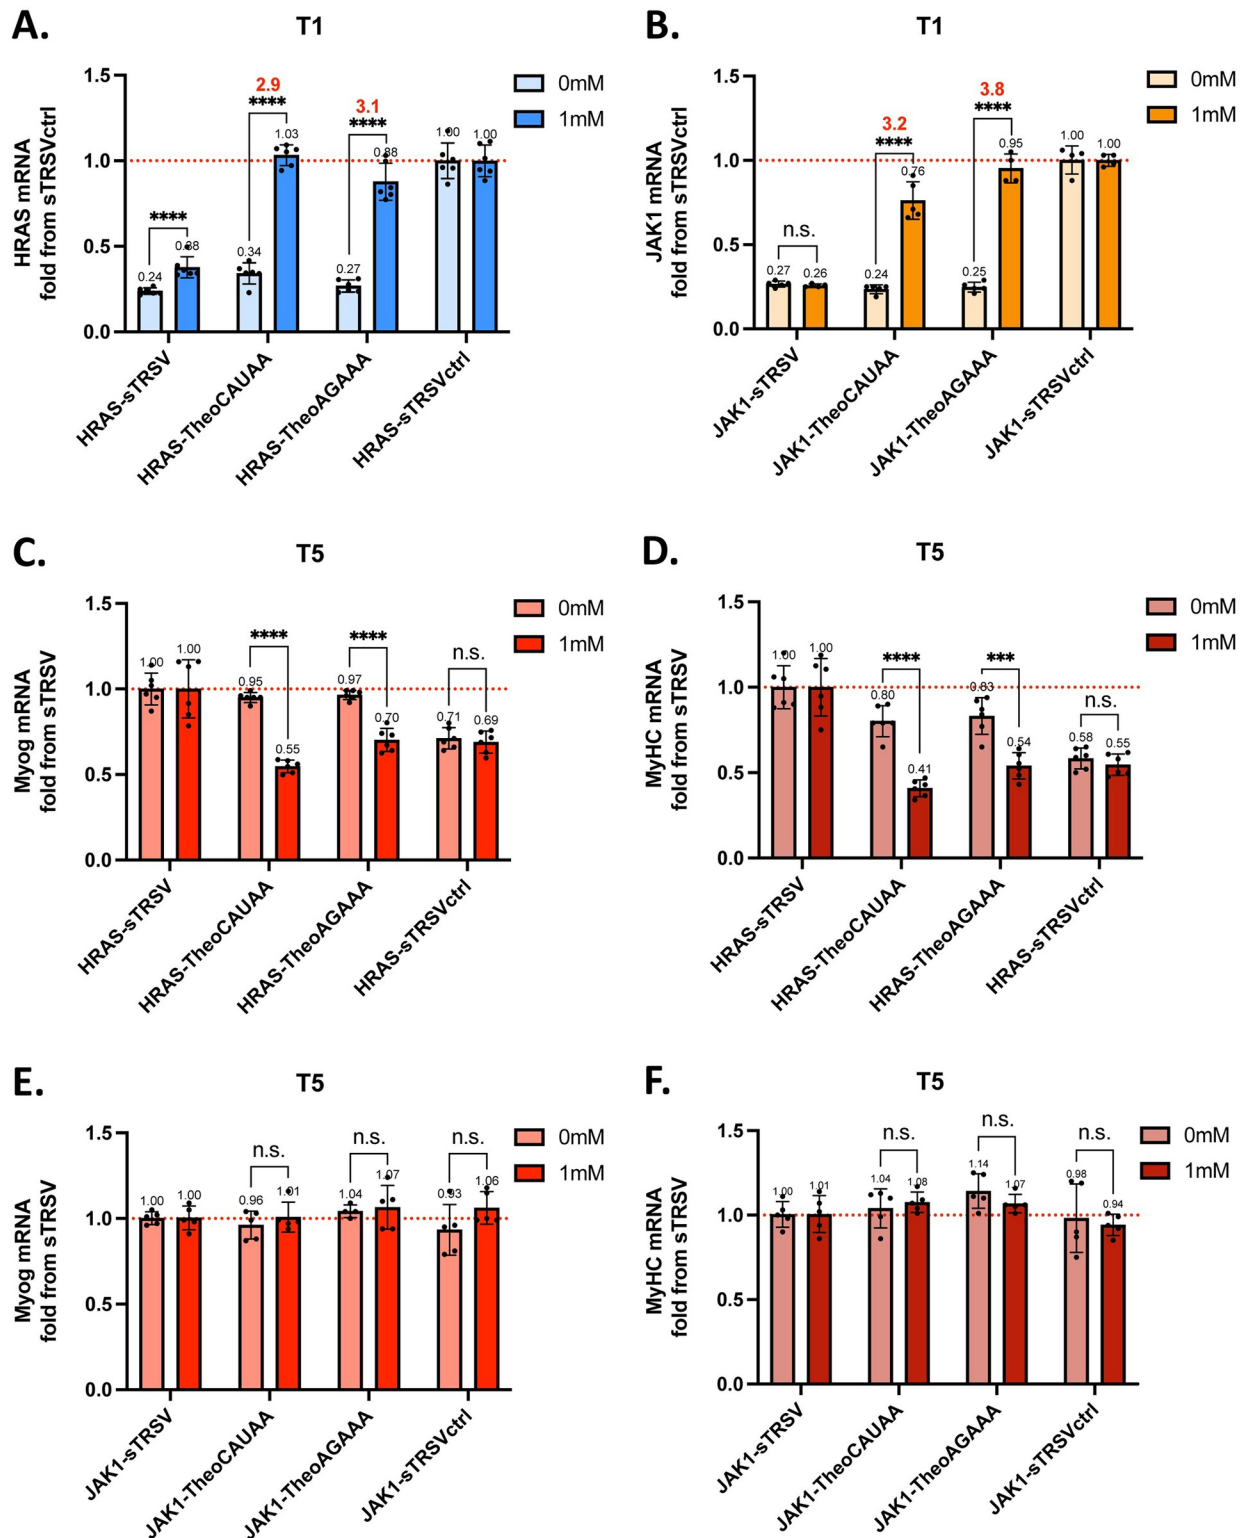 A.
T1
1.5
1.0
0.5
0.0
HRAS mRNA
fold from sTRSVctrl
0mM
1mM
2.9
3.1
****
****
****
0.24
0.38
0.34
1.03
0.27
0.88
1.00
1.00
HRAS-sTRSV
HRAS-TheoCAUAA
HRAS-TheoAGAAA
HRAS-sTRSVctrl
B.
T1
1.5
1.0
0.5
0.0
JAK1 mRNA
fold from sTRSVctrl
0mM
1mM
3.2
3.8
n.s.
****
****
0.27
0.26
0.24
0.76
0.25
0.95
1.00
1.00
JAK1-sTRSV
JAK1-TheoCAUAA
JAK1-TheoAGAAA
JAK1-sTRSVctrl
C.
T5
1.5
1.0
0.5
0.0
Myog mRNA
fold from sTRSV
0mM
1mM
****
****
n.s.
1.00
1.00
0.95
0.55
0.97
0.70
0.71
0.69
HRAS-sTRSV
HRAS-TheoCAUAA
HRAS-TheoAGAAA
HRAS-sTRSVctrl
D.
T5
1.5
1.0
0.5
0.0
MyHC mRNA
fold from sTRSV
0mM
1mM
****
***
n.s.
1.00
1.00
0.80
0.41
0.83
0.54
0.58
0.55
HRAS-sTRSV
HRAS-TheoCAUAA
HRAS-TheoAGAAA
HRAS-sTRSVctrl
E.
T5
1.5
1.0
0.5
0.0
Myog mRNA
fold from sTRSV
0mM
1mM
n.s.
n.s.
n.s.
1.00
1.00
0.96
1.01
1.04
1.07
0.93
1.06
JAK1-sTRSV
JAK1-TheoCAUAA
JAK1-TheoAGAAA
JAK1-sTRSVctrl
F.
T5
1.5
1.0
0.5
0.0
MyHC mRNA
fold from sTRSV
0mM
1mM
n.s.
n.s.
n.s.
1.00
1.01
1.04
1.08
1.14
1.07
0.98
0.94
JAK1-sTRSV
JAK1-TheoCAUAA
JAK1-TheoAGAAA
JAK1-sTRSVctrl